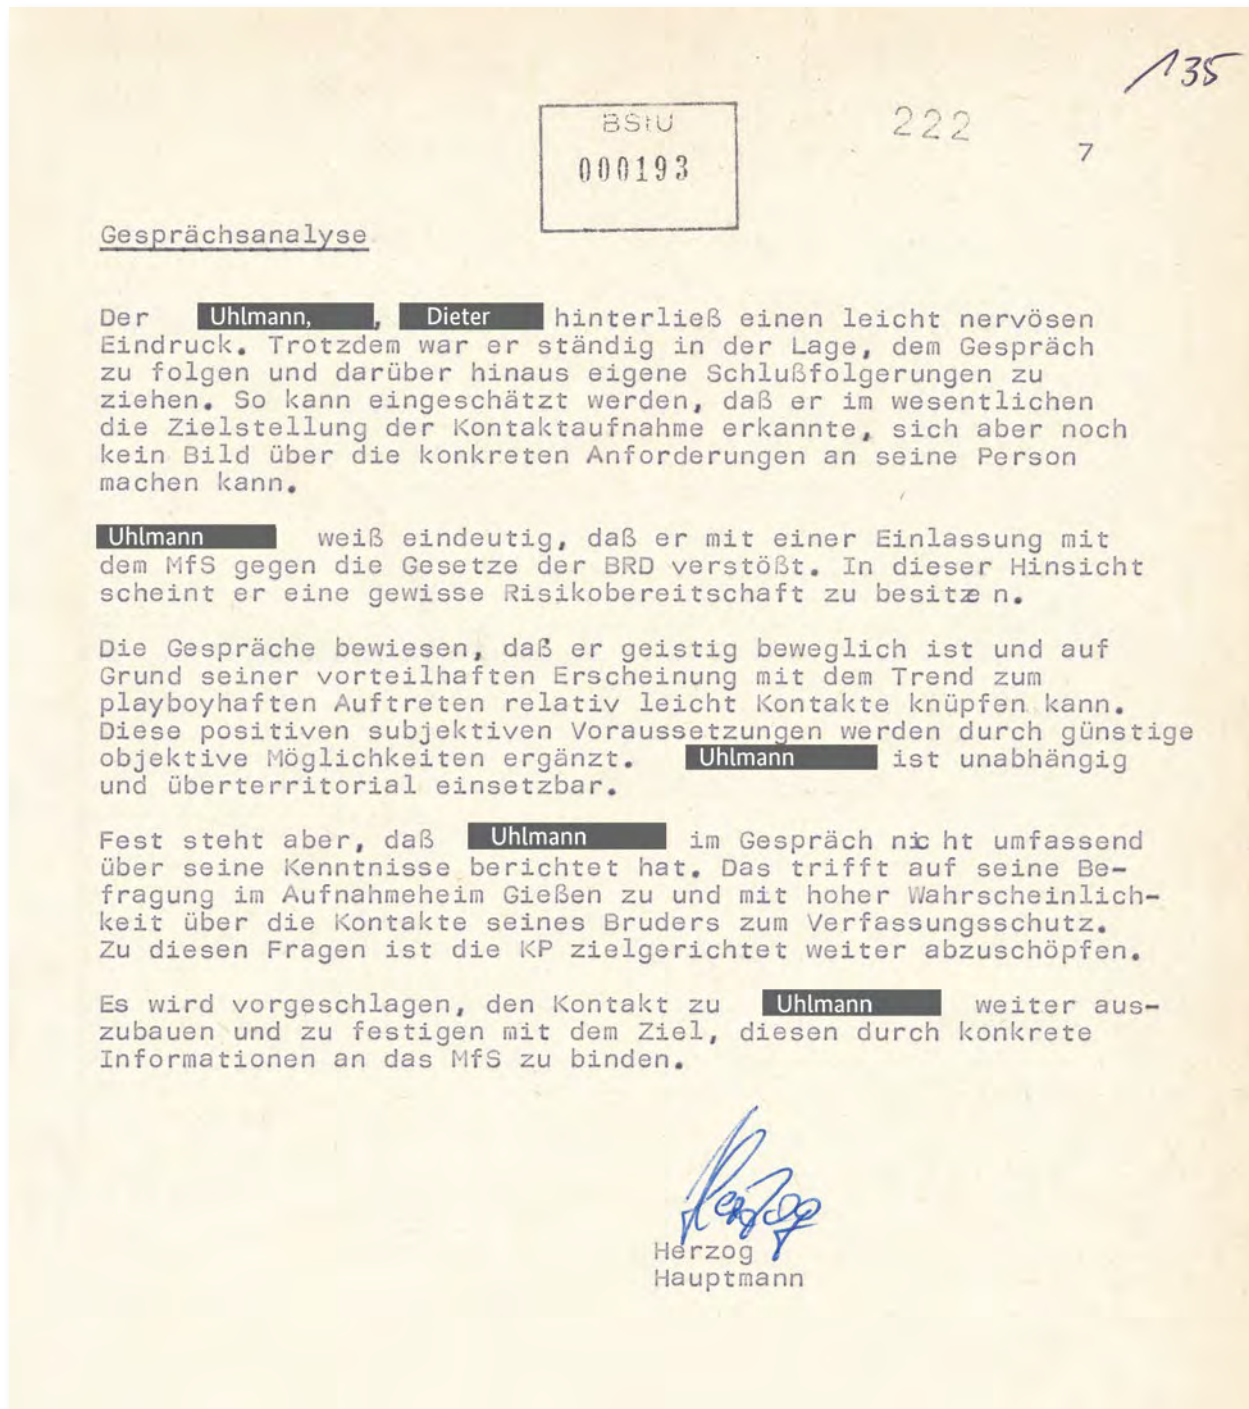 135
BStU
000193
222
7
Gesprächsanalyse
Der Uhlmann, , Dieter hinterließ einen leicht nervösen
Eindruck. Trotzdem war er ständig in der Lage, dem Gespräch
zu folgen und darüber hinaus eigene Schlußfolgerungen zu
ziehen. So kann eingeschätzt werden, daß er im wesentlichen
die Zielstellung der Kontaktaufnahme erkannte, sich aber noch
kein Bild über die konkreten Anforderungen an seine Person
machen kann.
Uhlmann weiß eindeutig, daß er mit einer Einlassung mit
dem MfS gegen die Gesetze der BRD verstößt. In dieser Hinsicht
scheint er eine gewisse Risikobereitschaft zu besitzen.
Die Gespräche bewiesen, daß er geistig beweglich ist und auf
Grund seiner vorteilhaften Erscheinung mit dem Trend zum
playboyhaften Auftreten relativ leicht Kontakte knüpfen kann.
Diese positiven subjektiven Voraussetzungen werden durch günstige
objektive Möglichkeiten ergänzt. Uhlmann ist unabhängig
und überterritorial einsetzbar.
Fest steht aber, daß Uhlmann im Gespräch nicht umfassend
über seine Kenntnisse berichtet hat. Das trifft auf seine Be-
fragung im Aufnahmeheim Gießen zu und mit hoher Wahrscheinlich-
keit über die Kontakte seines Bruders zum Verfassungsschutz.
Zu diesen Fragen ist die KP zielgerichtet weiter abzuschöpfen.
Es wird vorgeschlagen, den Kontakt zu Uhlmann weiter aus-
zubauen und zu festigen mit dem Ziel, diesen durch konkrete
Informationen an das MfS zu binden.
Herzog
Herzog
Hauptmann